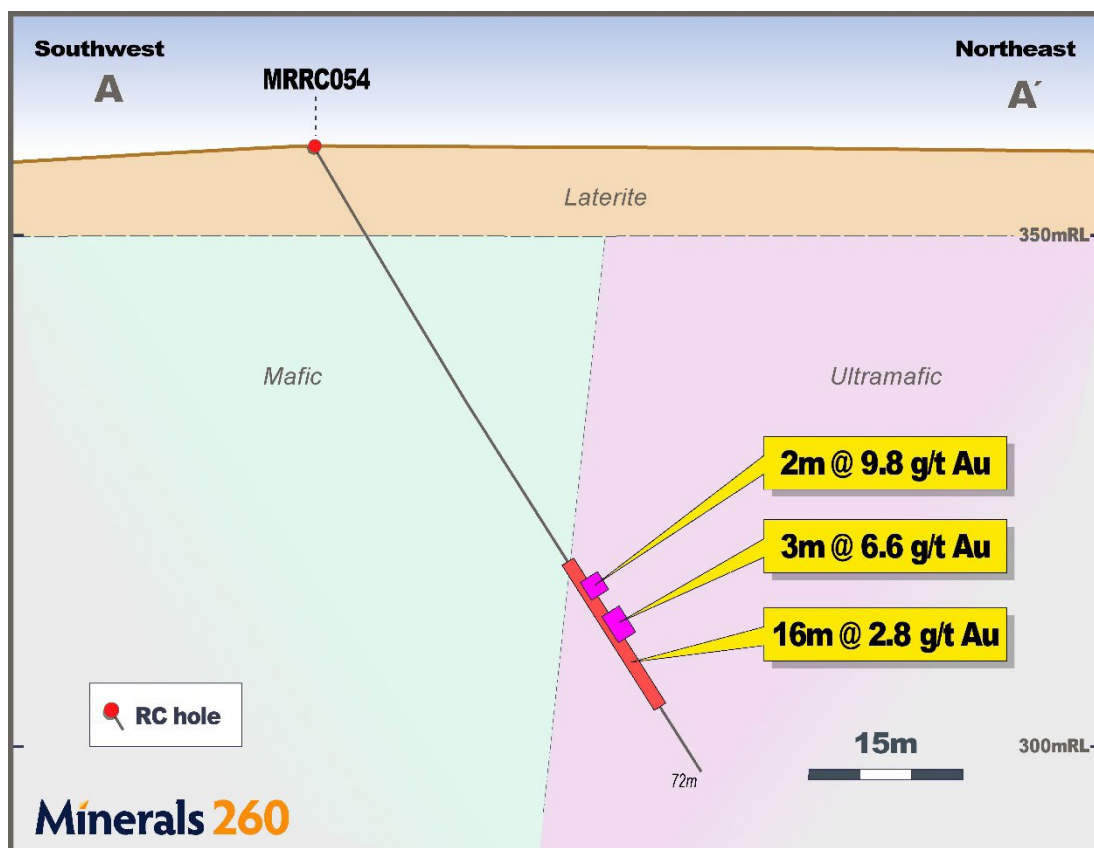 Southwest
A
Northeast
A´
MRRC054
Laterite
350mRL
Mafic
Ultramafic
2m @ 9.8 g/t Au
3m @ 6.6 g/t Au
16m @ 2.8 g/t Au
RC hole
15m
300mRL
72m
Minerals 260